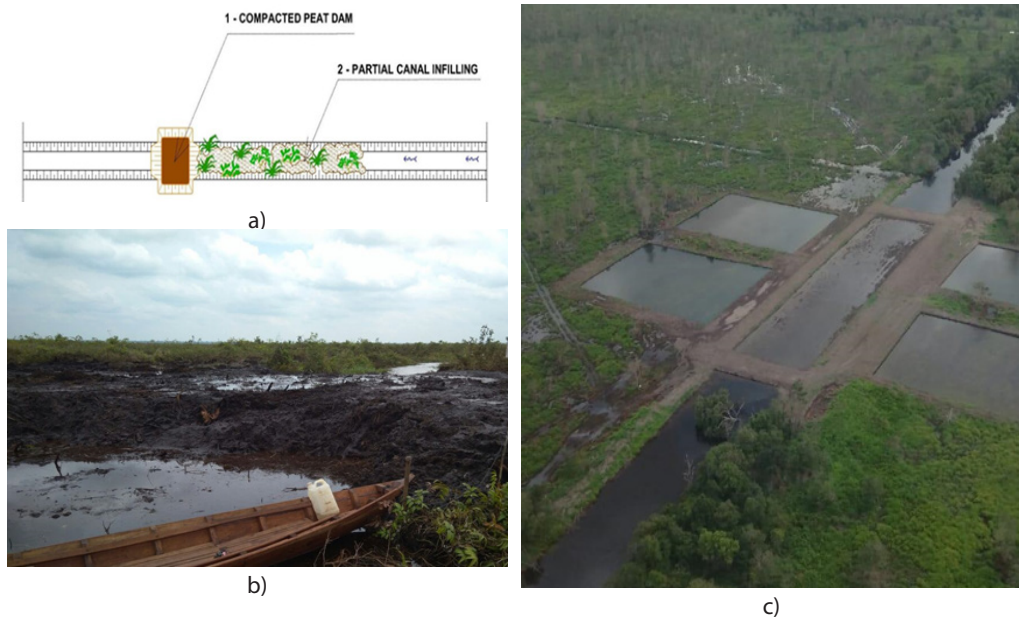 1 - COMPACTED PEAT DAM
2 - PARTIAL CANAL INFILLING
a)
b)
c)